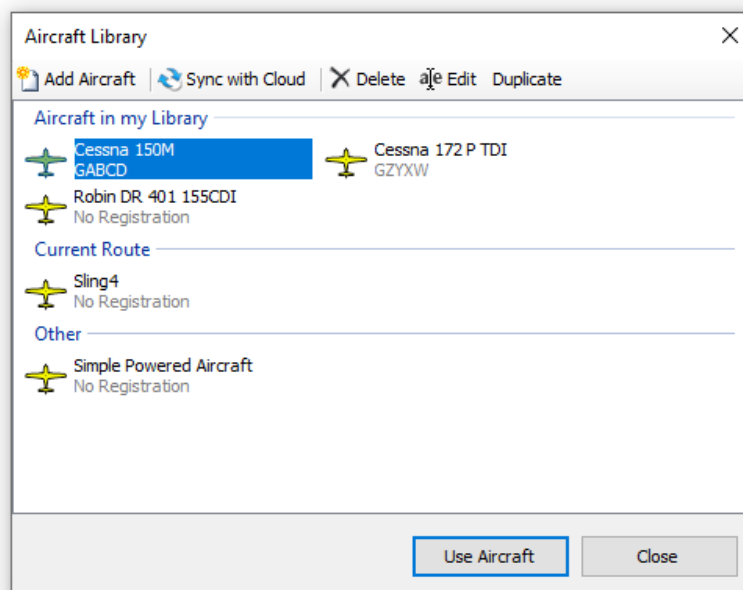 Aircraft Library
Add Aircraft Sync with Cloud Delete Edit Duplicate
Aircraft in my Library
Cessna 150M
GABCD
Cessna 172 P TDI
GZYXW
Robin DR 401 155CDI
No Registration
Current Route
Sling4
No Registration
Other
Simple Powered Aircraft
No Registration
Use Aircraft Close